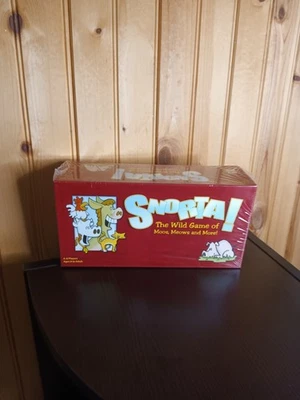 SNORTA!
The Wild Game of
Moos, Meows and More!